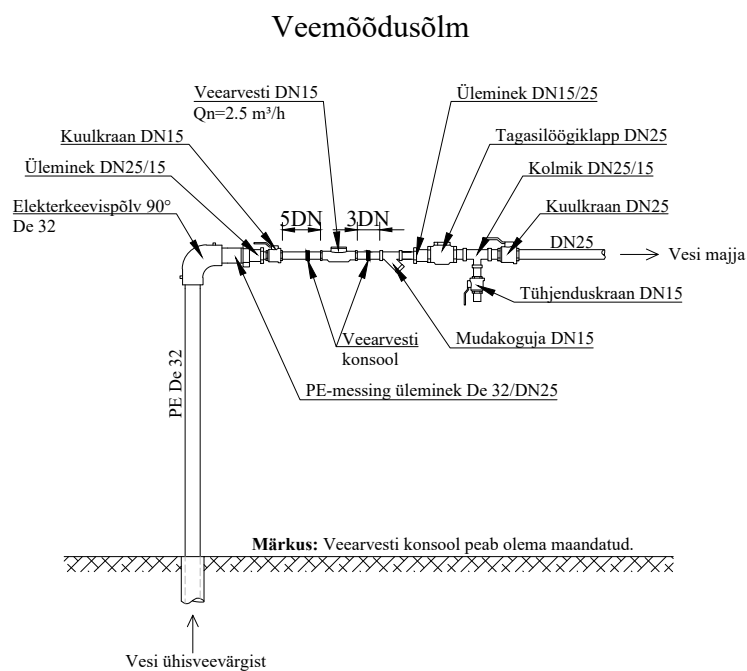 Veemõõdusõlm
Veearvesti DN15
Qn=2.5 m³/h
Üleminek DN15/25
Kuulkraan DN15
Tagasilöögiklapp DN25
Üleminek DN25/15
Kolmik DN25/15
Elekterkeevispõlv 90°
De 32
5DN
3DN
Kuulkraan DN25
DN25
Vesi majja
Tühjenduskraan DN15
Veearvesti
konsool
Mudakoguja DN15
PE De 32
PE-messing üleminek De 32/DN25
Märkus: Veearvesti konsool peab olema maandatud.
Vesi ühisveevärgist